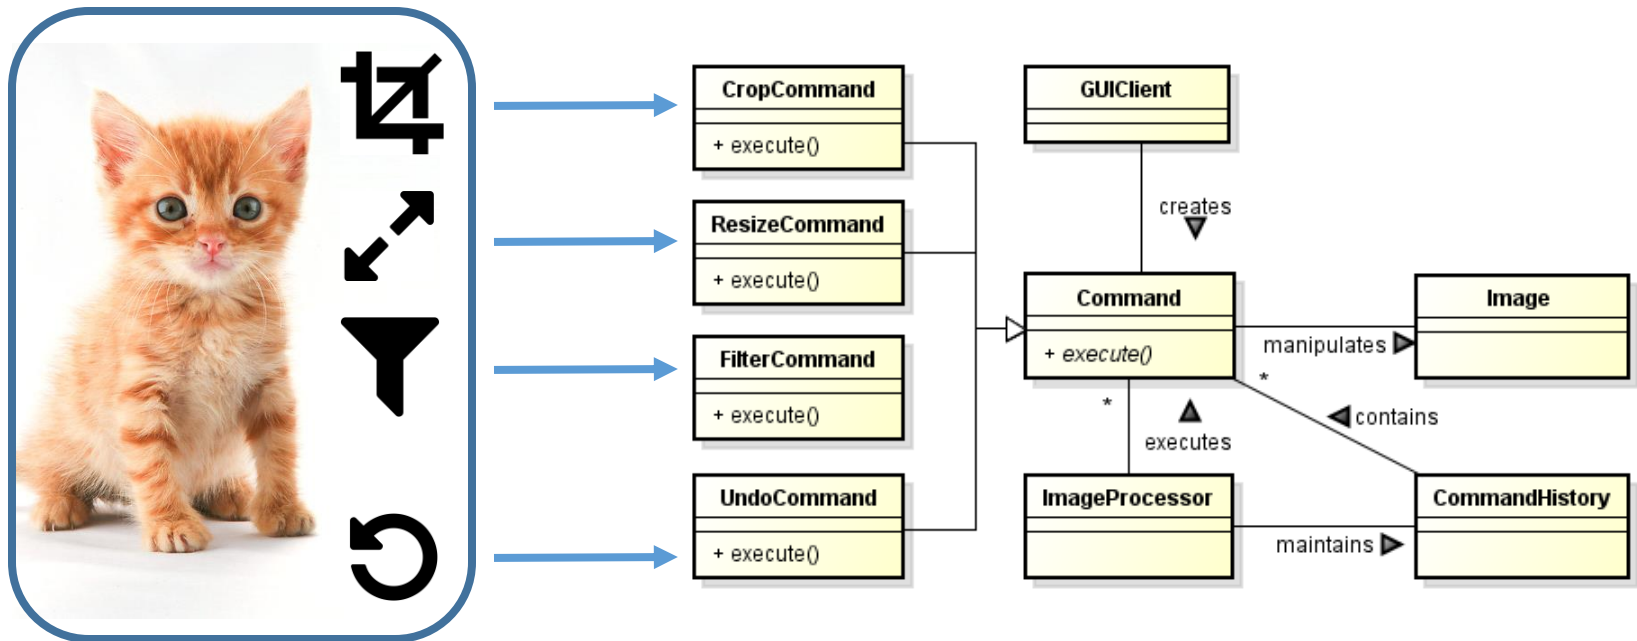 CropCommand
+ execute()
ResizeCommand
+ execute()
FilterCommand
+ execute()
UndoCommand
+ execute()
GUIClient
creates
Command
+ execute()
manipulates
Image
*
*
executes
contains
ImageProcessor
maintains
CommandHistory